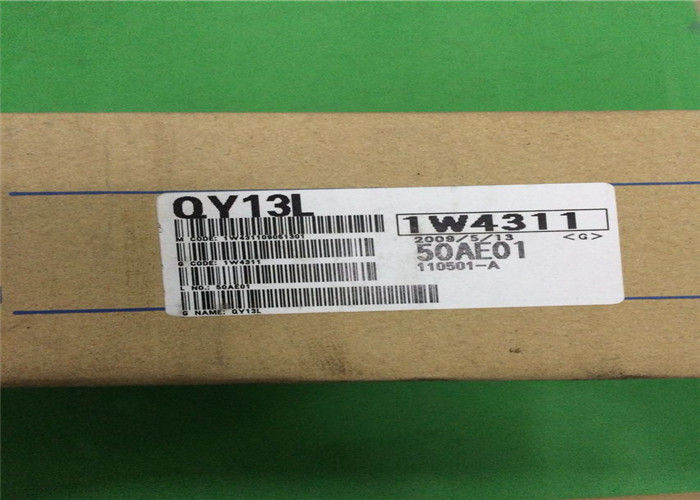 QY13L
1W4311
2009/5/13 <G>
50AE01
110501-A
G CODE: 1W4311
L NO.: 50AE01
G NAME: QY13L